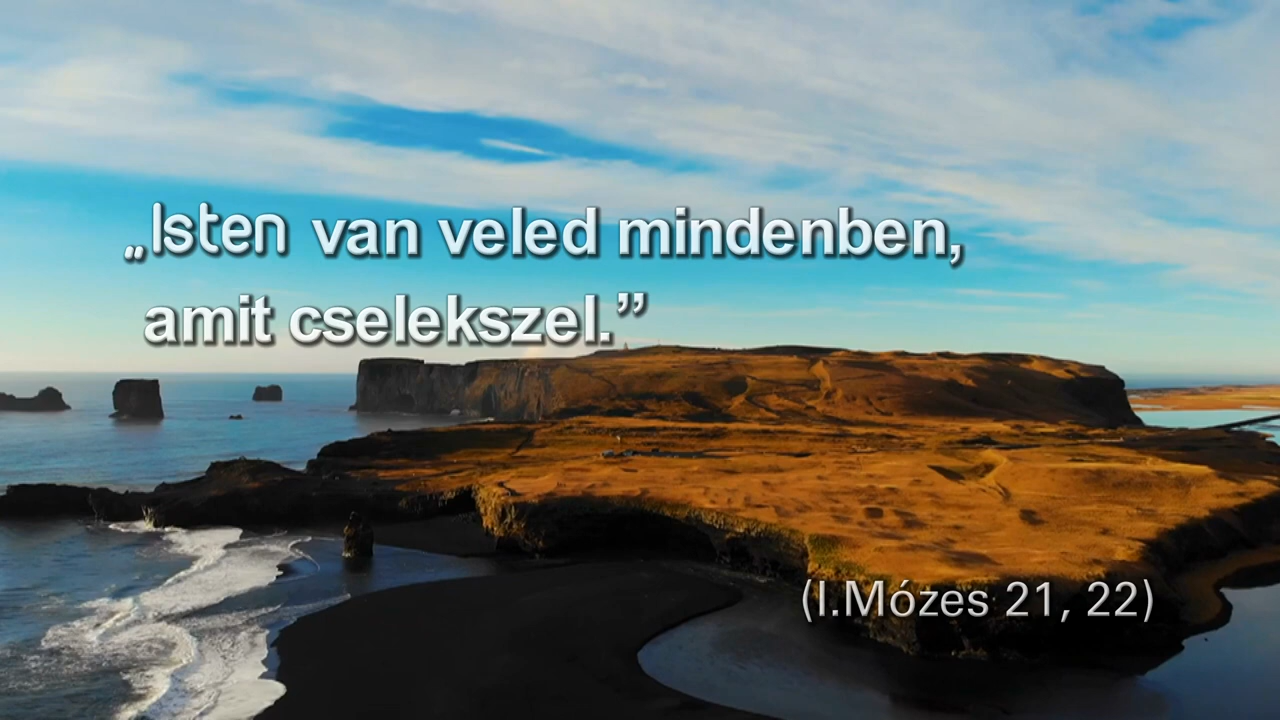 „Isten van veled mindenben,
amit cselekszel.”
(I.Mózes 21, 22)